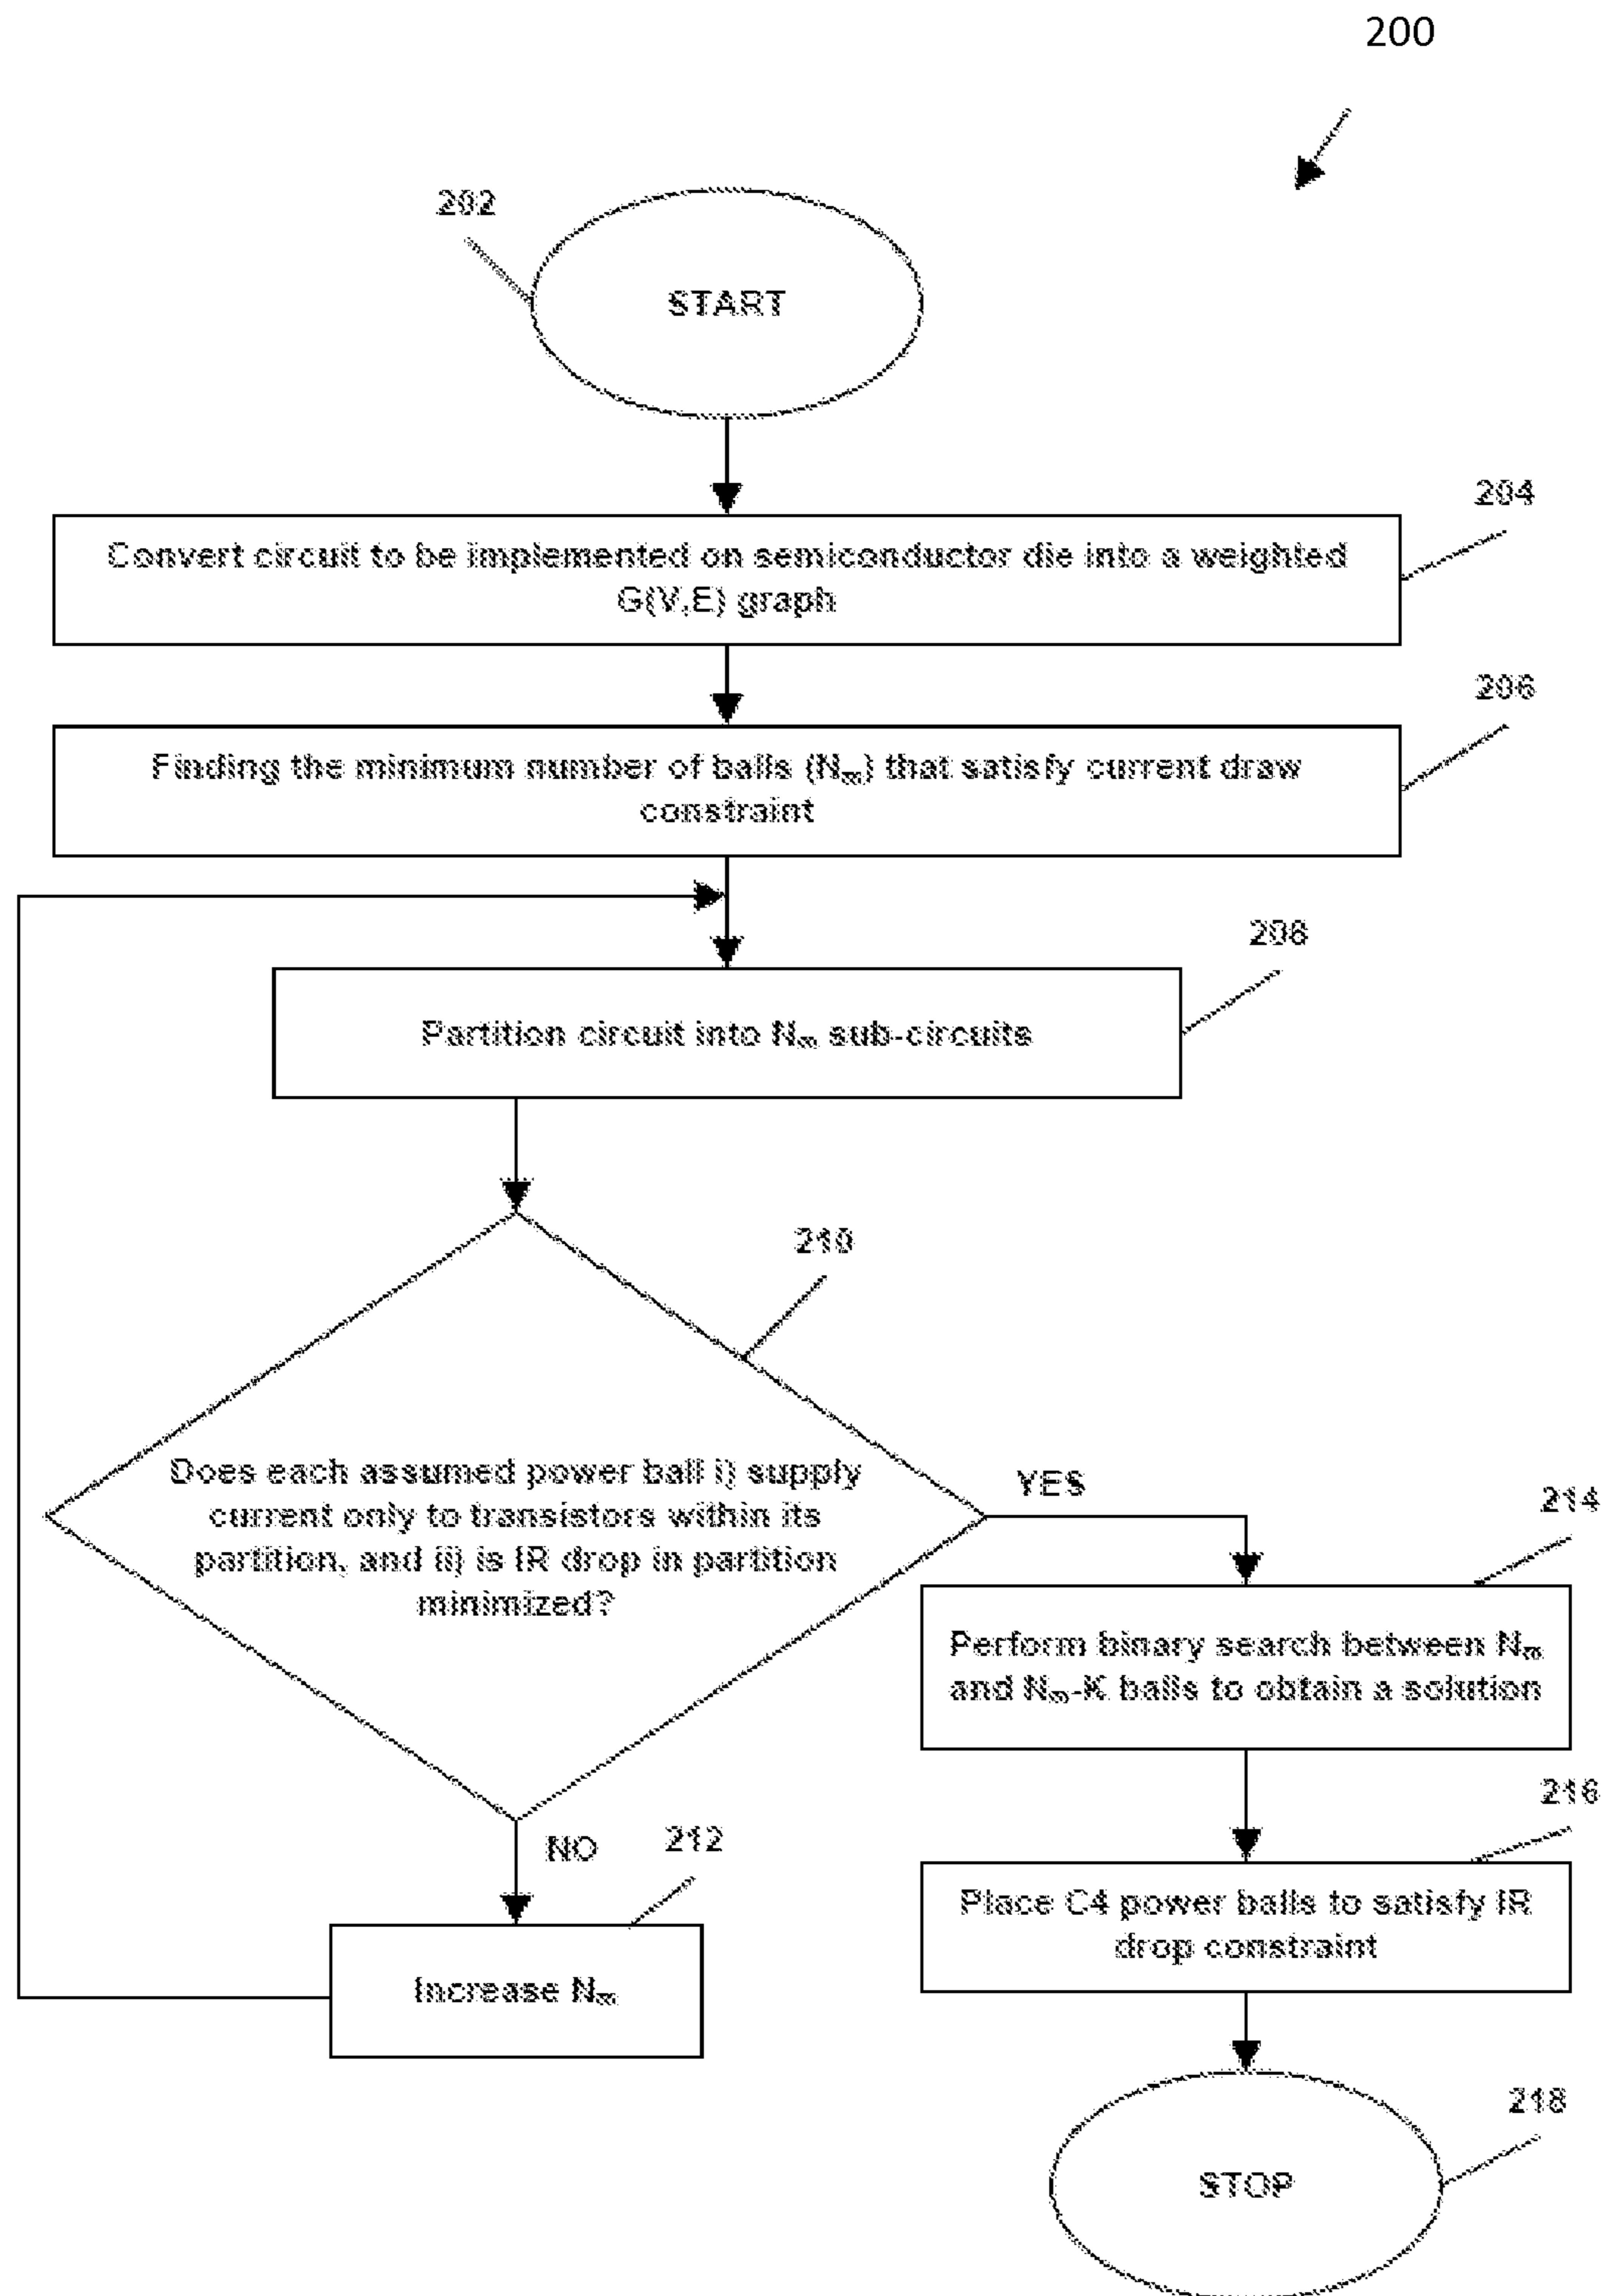 200
202
START
204
Convert circuit to be implemented on semiconductor die into a weighted
G(V,E) graph
206
Finding the minimum number of balls (Nm) that satisfy current draw
constraint
208
Partition circuit into Nm sub-circuits
210
Does each assumed power ball i) supply
current only to transistors within its
partition, and ii) is IR drop in partition
minimized?
YES
214
Perform binary search between Nm
and Nm-K balls to obtain a solution
216
Place C4 power balls to satisfy IR
drop constraint
NO
212
Increase Nm
218
STOP